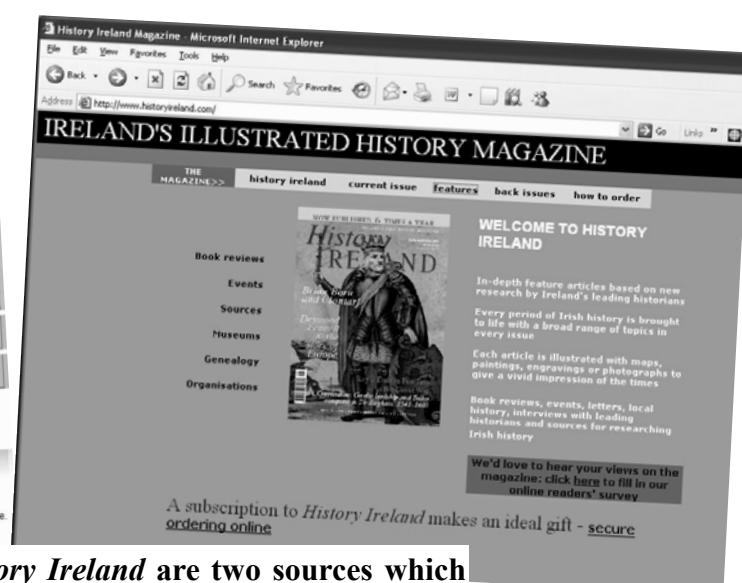 History Ireland Magazine - Microsoft Internet Explorer
File Edit View Favorites Tools Help
Back Search Favorites
Address http://www.historyireland.com/ Go Links »
IRELAND'S ILLUSTRATED HISTORY MAGAZINE
THE MAGAZINE>> history ireland current issue features back issues how to order
Book reviews
Events
Sources
Museums
Genealogy
Organisations
NOW PUBLISHED 6 TIMES A YEAR
History
IRELAND
Brian Boru
and Clontarf
Desmond
Europe
WELCOME TO HISTORY
IRELAND
In-depth feature articles based on new
research by Ireland's leading historians
Every period of Irish history is brought
to life with a broad range of topics in
every issue
Each article is illustrated with maps,
paintings, engravings or photographs to
give a vivid impression of the times
Book reviews, events, letters, local
history, interviews with leading
historians and sources for researching
Irish history
We'd love to hear your views on the
magazine: click here to fill in our
online readers' survey
A subscription to History Ireland makes an ideal gift - secure
ordering online
ory Ireland are two sources which